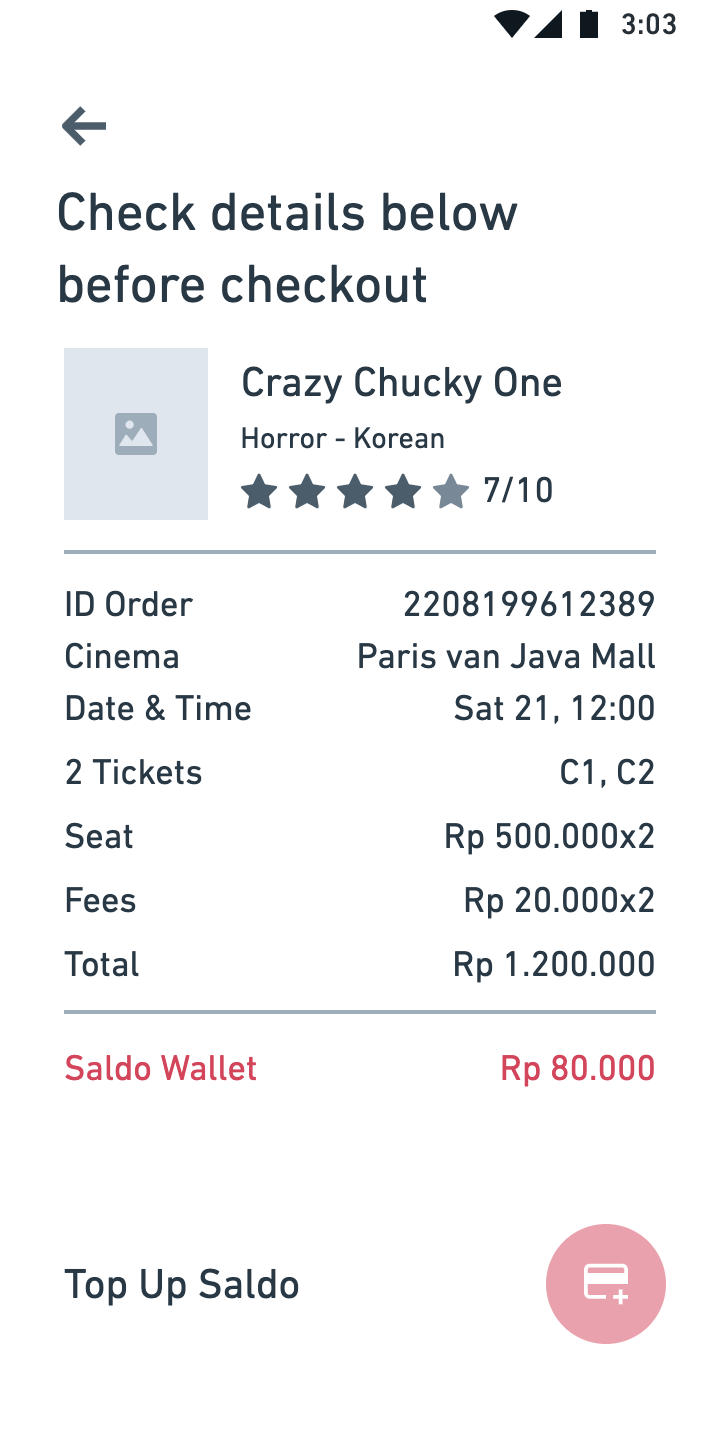 3:03
Check details below
before checkout
Crazy Chucky One
Horror - Korean
7/10
ID Order 2208199612389
Cinema Paris van Java Mall
Date & Time Sat 21, 12:00
2 Tickets C1, C2
Seat Rp 500.000x2
Fees Rp 20.000x2
Total Rp 1.200.000
Saldo Wallet Rp 80.000
Top Up Saldo